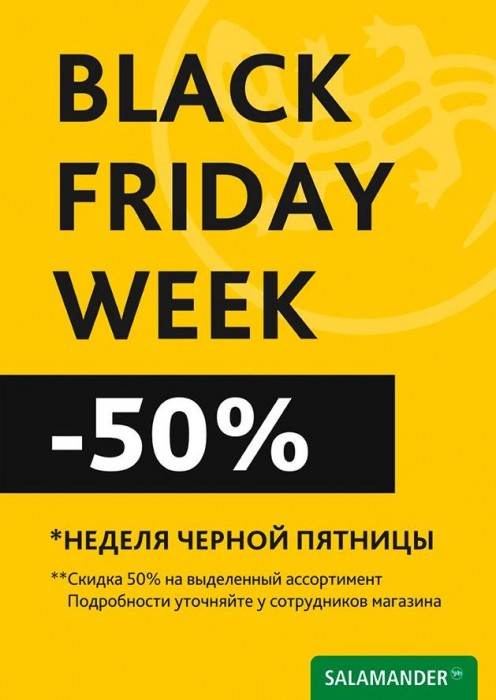 BLACK
FRIDAY
WEEK
-50%
*НЕДЕЛЯ ЧЕРНОЙ ПЯТНИЦЫ
**Скидка 50% на выделенный ассортимент
Подробности уточняйте у сотрудников магазина
SALAMANDER